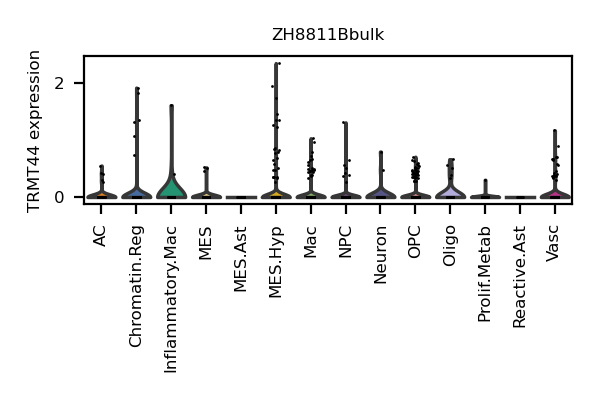 ZH8811Bbulk
TRMT44 expression
2
0
AC
Chromatin.Reg
Inflammatory.Mac
MES
MES.Ast
MES.Hyp
Mac
NPC
Neuron
OPC
Oligo
Prolif.Metab
Reactive.Ast
Vasc